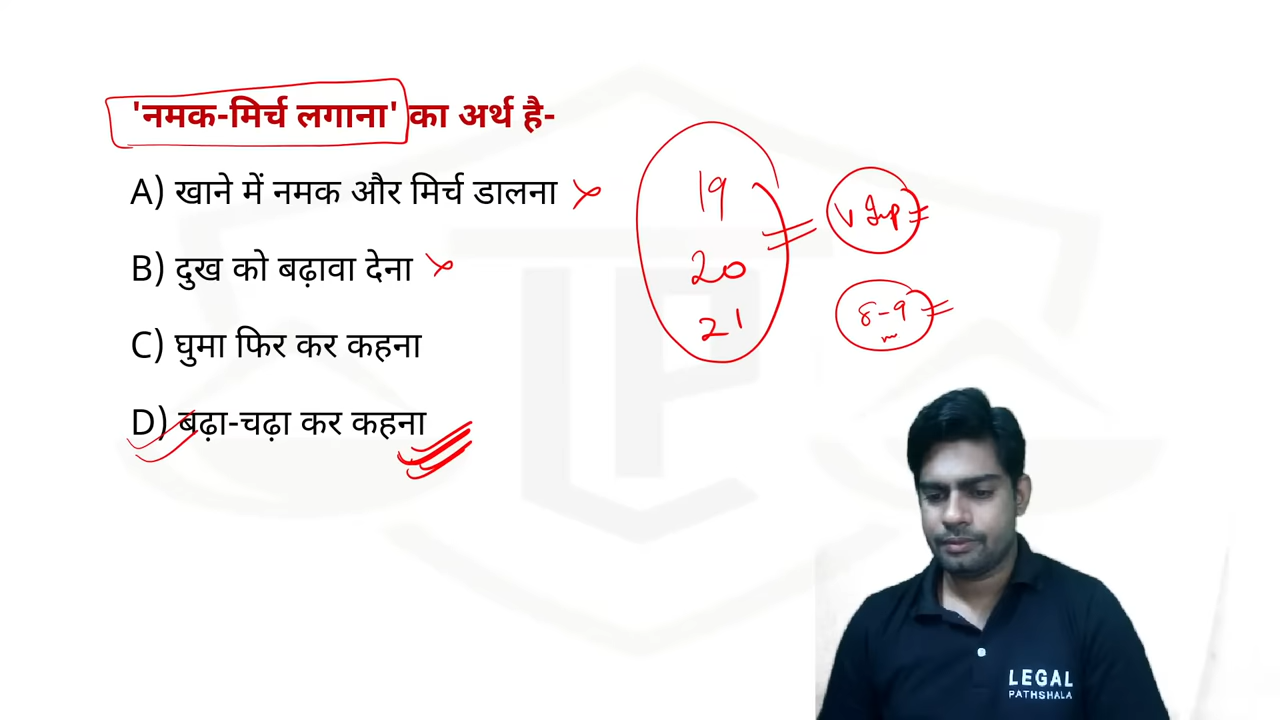 'नमक-मिर्च लगाना' का अर्थ है-
A) खाने में नमक और मिर्च डालना
B) दुख को बढ़ावा देना
C) घुमा फिर कर कहना
D) बढ़ा-चढ़ा कर कहना
19
20
21
V Imp
8-9
LEGAL
PATHSHALA